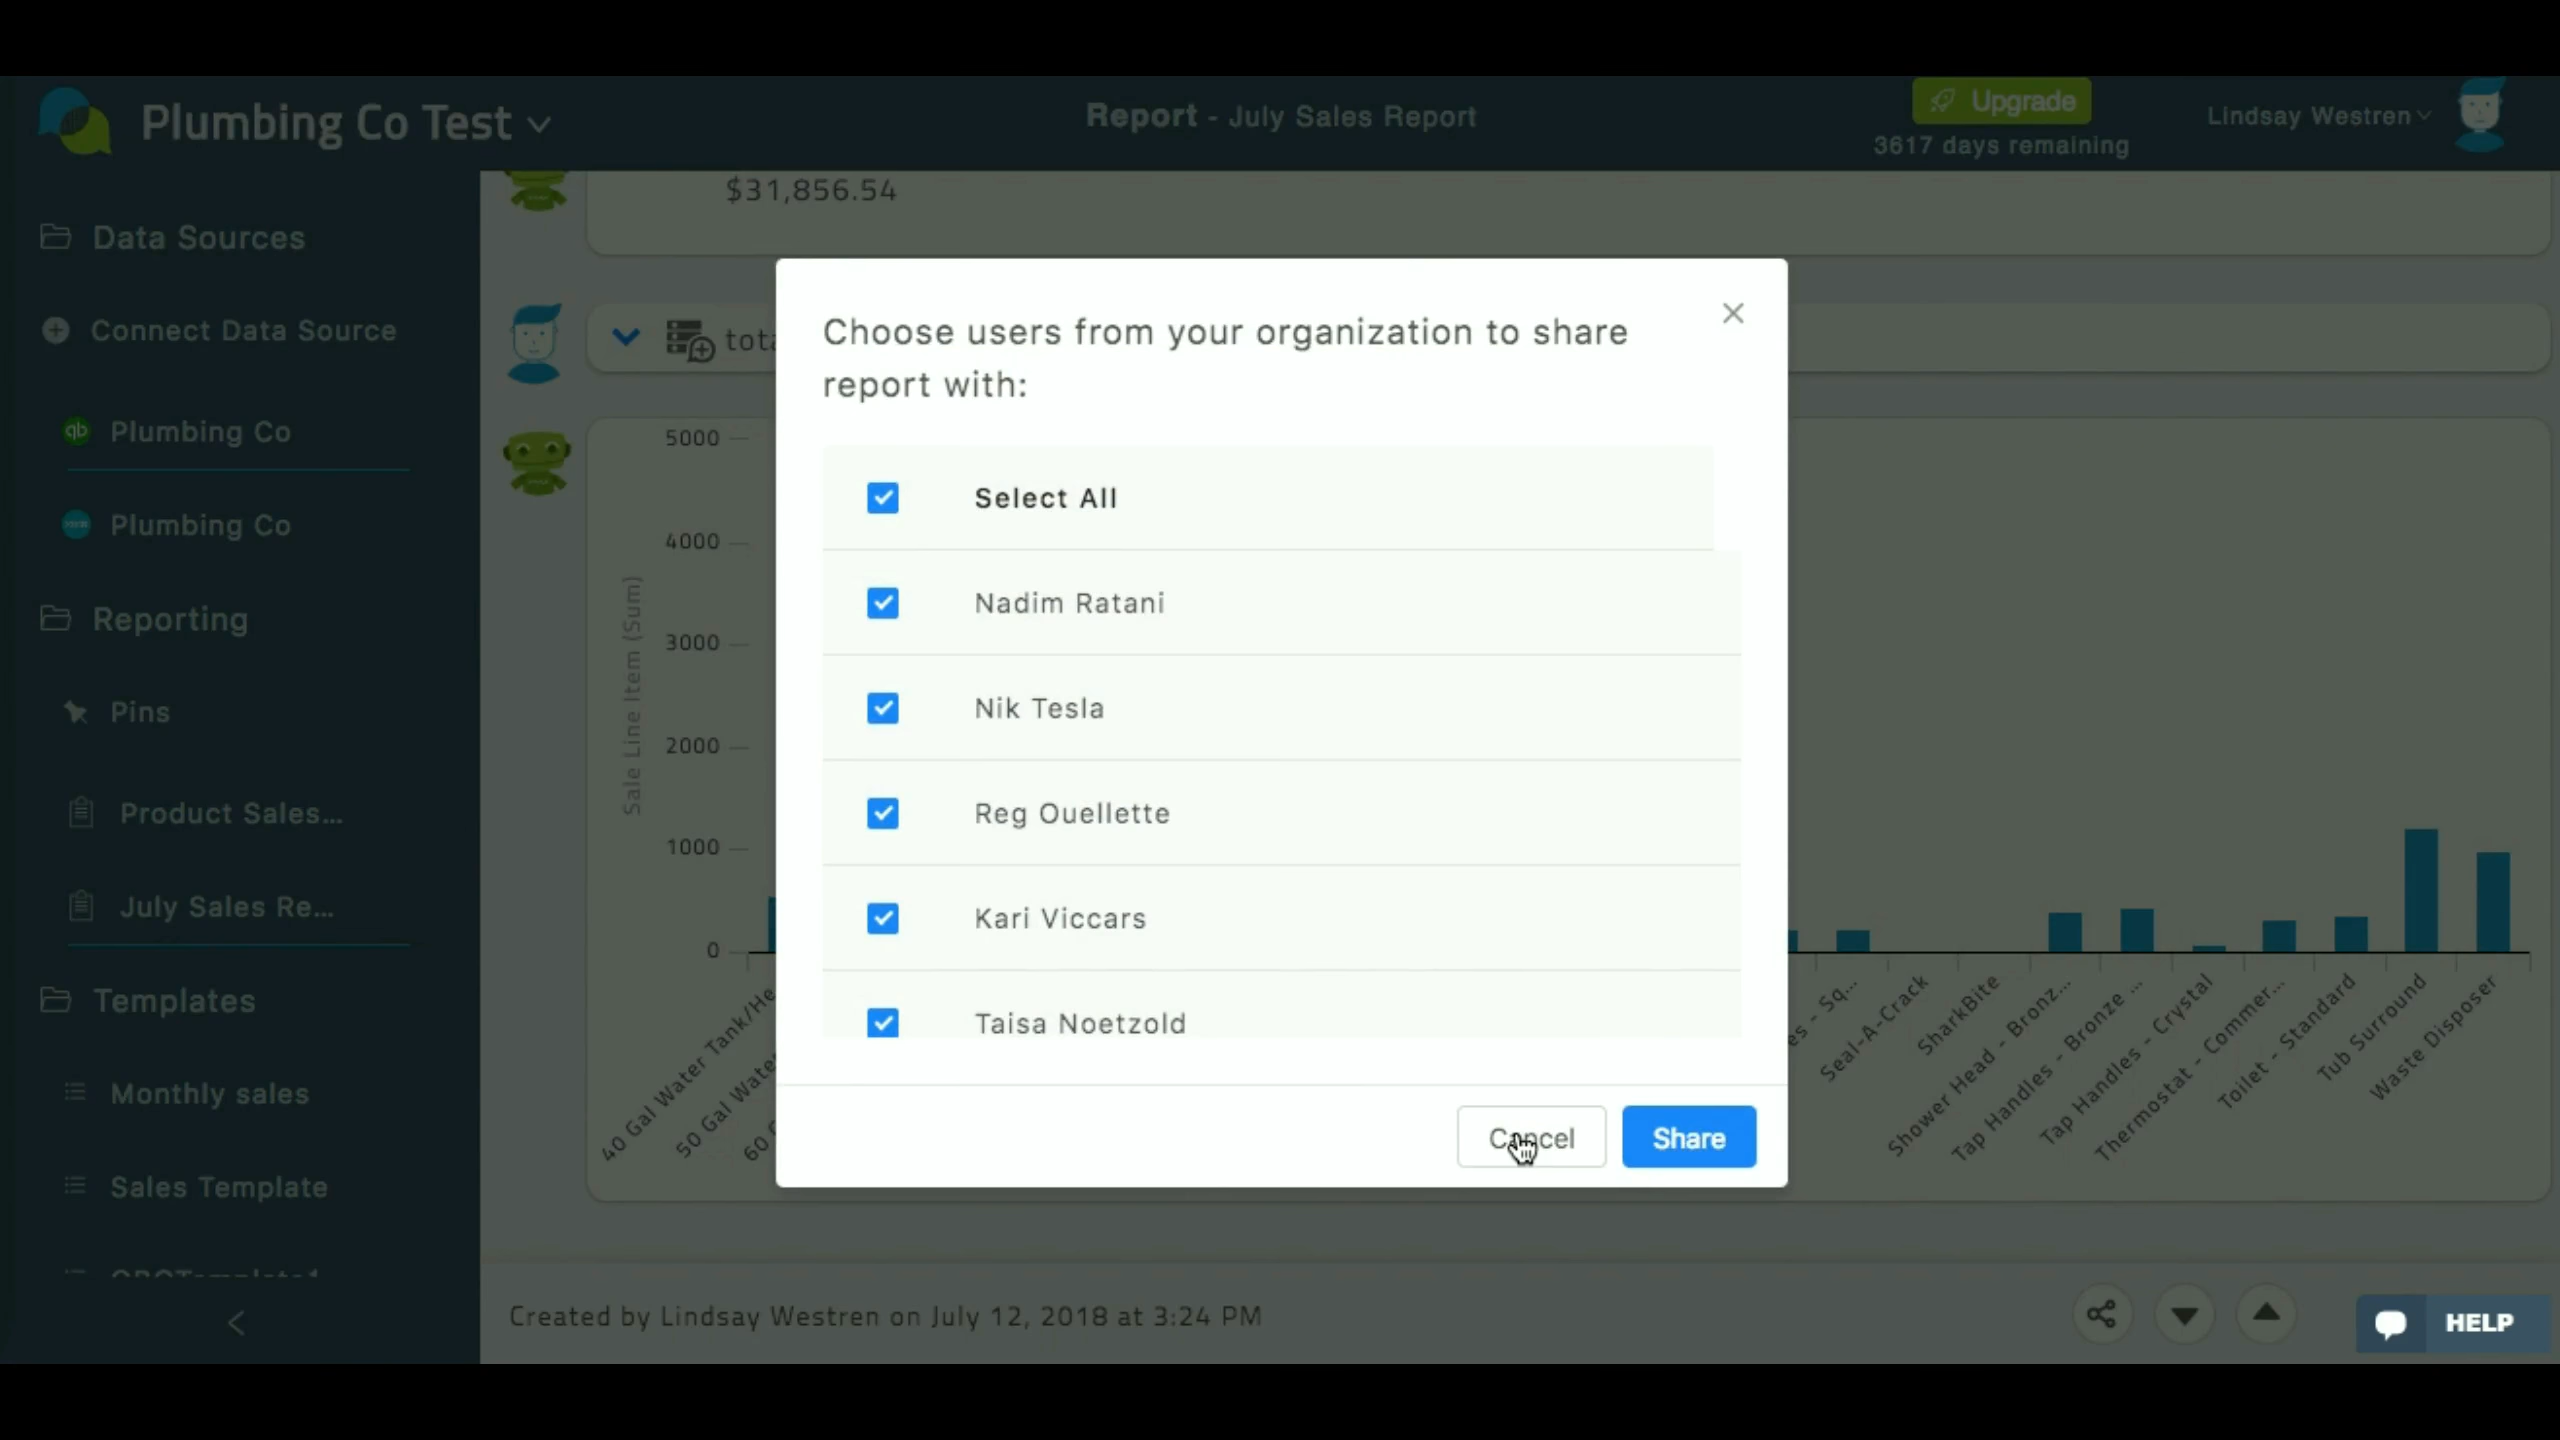 Plumbing Co Test
Report - July Sales Report
Upgrade
3617 days remaining
Lindsay Westren
Data Sources
Connect Data Source
qb Plumbing Co
Plumbing Co
Reporting
Pins
Product Sales...
July Sales Re...
Templates
Monthly sales
Sales Template
$31,856.54
Choose users from your organization to share
report with:
Select All
Nadim Ratani
Nik Tesla
Reg Ouellette
Kari Viccars
Taisa Noetzold
Cancel
Share
Sale Line Item (Sum)
5000
4000
3000
2000
1000
0
40 Gal Water Tank/He
50 Gal Wate
60
Sq...
Seal-A-Crack
SharkBite
Shower Head - Bronz...
Tap Handles - Bronze ...
Tap Handles - Crystal
Thermostat - Commer...
Toilet - Standard
Tub Surround
Waste Disposer
Created by Lindsay Westren on July 12, 2018 at 3:24 PM
HELP